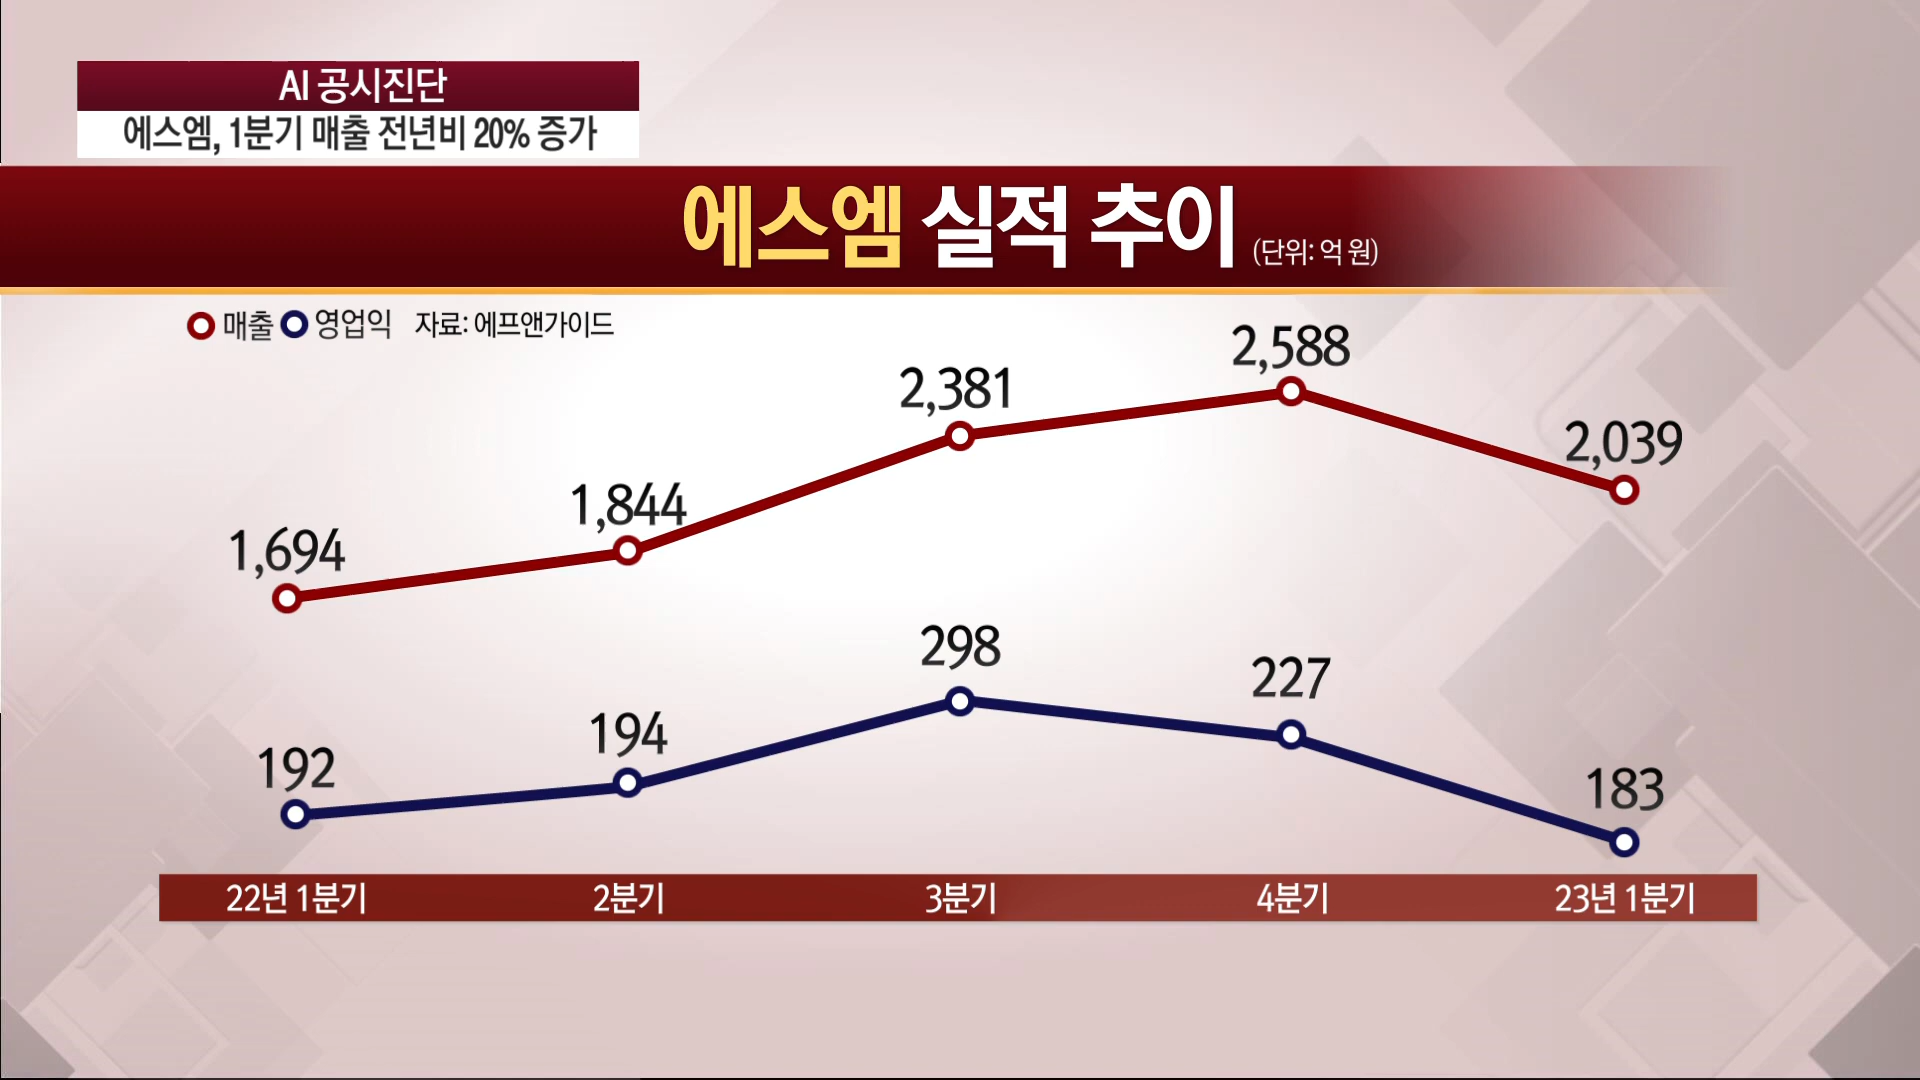 AI 공시진단
에스엠, 1분기 매출 전년비 20% 증가
에스엠 실적 추이 (단위: 억 원)
매출 영업익 자료: 에프앤가이드
2,588
2,381
2,039
1,844
1,694
298
227
194
192
183
22년 1분기 2분기 3분기 4분기 23년 1분기